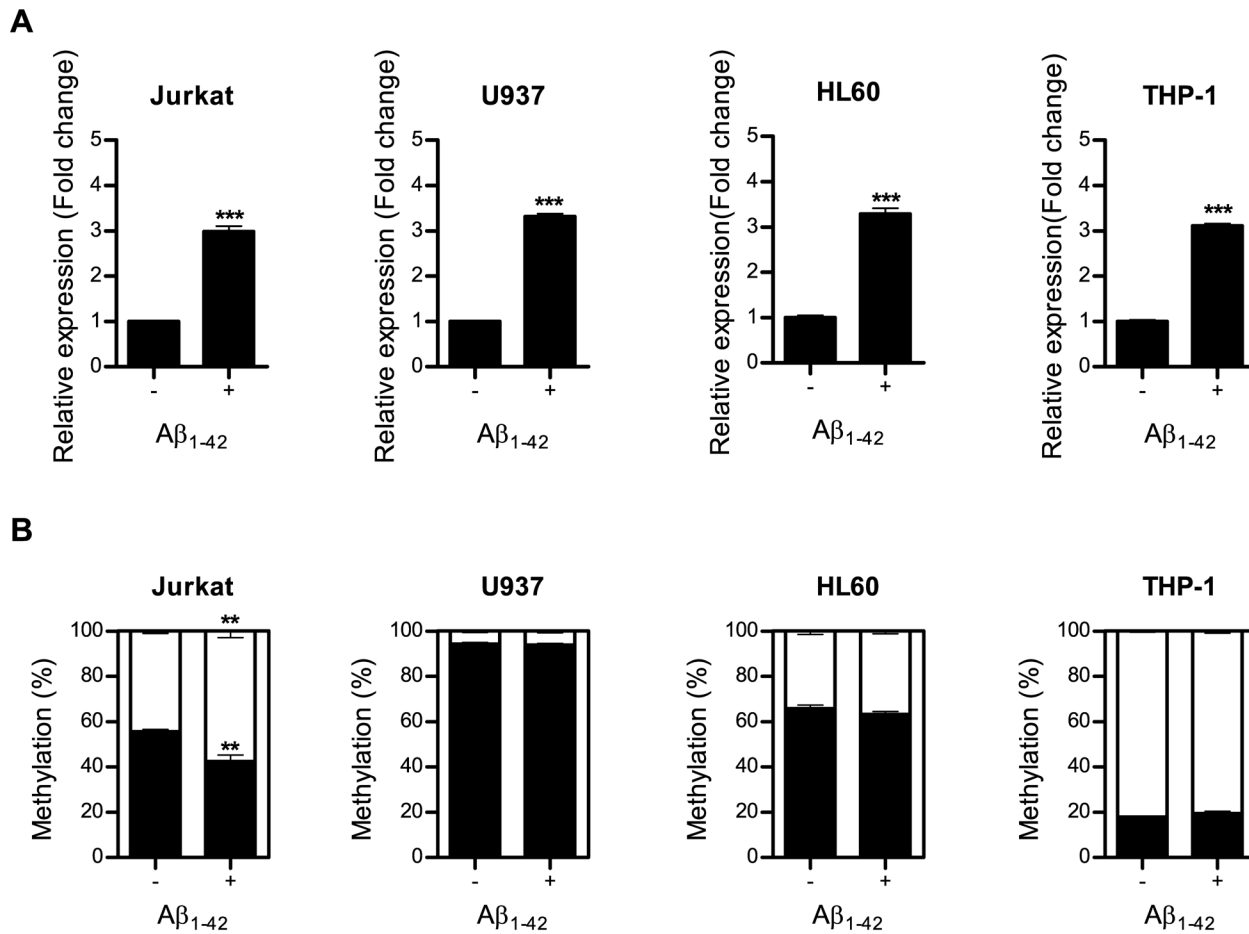 A
Jurkat
U937
HL60
THP-1
Relative expression (Fold change)
5
4
3
2
1
0
***
- +
Aβ1-42
Relative expression (Fold change)
5
4
3
2
1
0
***
- +
Aβ1-42
Relative expression(Fold change)
5
4
3
2
1
0
***
- +
Aβ1-42
Relative expression(Fold change)
5
4
3
2
1
0
***
- +
Aβ1-42
B
Jurkat
U937
HL60
THP-1
Methylation (%)
100
80
60
40
20
0
**
**
- +
Aβ1-42
Methylation (%)
100
80
60
40
20
0
- +
Aβ1-42
Methylation (%)
100
80
60
40
20
0
- +
Aβ1-42
Methylation (%)
100
80
60
40
20
0
- +
Aβ1-42